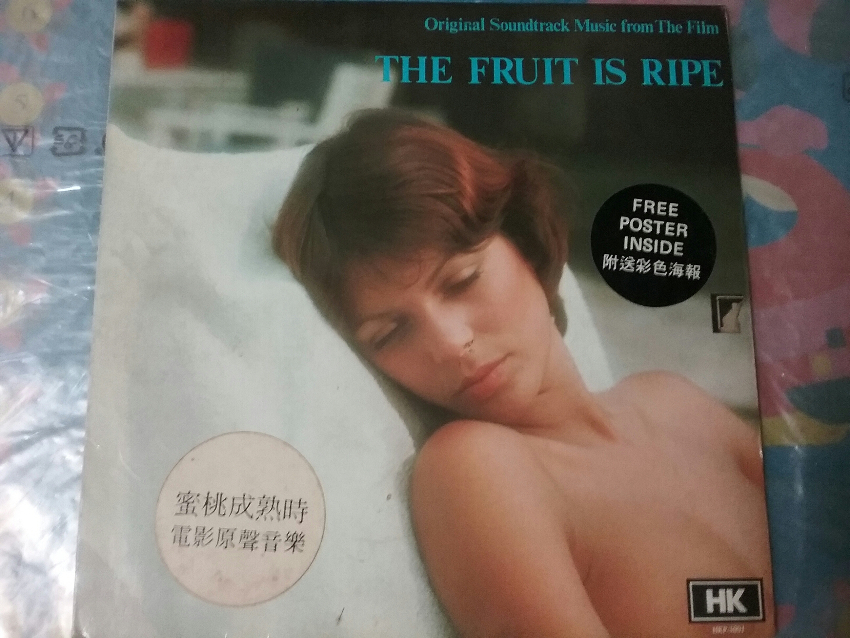 Original Soundtrack Music from The Film
THE FRUIT IS RIPE
FREE
POSTER
INSIDE
附送彩色海報
蜜桃成熟時
電影原聲音樂
HK